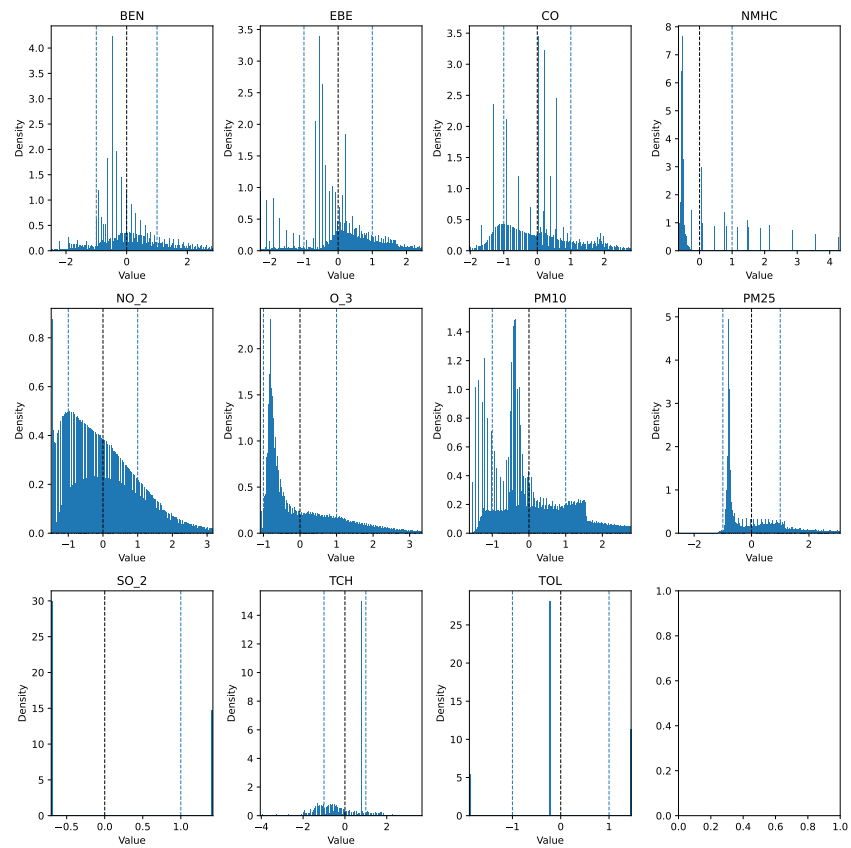 BEN
EBE
CO
NMHC
4.0 3.5 3.0 2.5 2.0 1.5 1.0 0.5 0.0
Density
−2 0 2
Value
3.5 3.0 2.5 2.0 1.5 1.0 0.5 0.0
Density
−2 −1 0 1 2
Value
3.5 3.0 2.5 2.0 1.5 1.0 0.5 0.0
Density
−2 −1 0 1 2
Value
8 7 6 5 4 3 2 1 0
Density
0 1 2 3 4
Value
NO_2
O_3
PM10
PM25
0.8 0.6 0.4 0.2 0.0
Density
−1 0 1 2 3
Value
2.0 1.5 1.0 0.5 0.0
Density
−1 0 1 2 3
Value
1.4 1.2 1.0 0.8 0.6 0.4 0.2 0.0
Density
−1 0 1 2
Value
5 4 3 2 1 0
Density
−2 −1 0 1 2
Value
SO_2
TCH
TOL
30 25 20 15 10 5 0
Density
−0.5 0.0 0.5 1.0
Value
14 12 10 8 6 4 2 0
Density
−4 −2 0 2
Value
25 20 15 10 5 0
Density
−1 0 1
Value
1.0 0.8 0.6 0.4 0.2 0.0
0.0 0.2 0.4 0.6 0.8 1.0